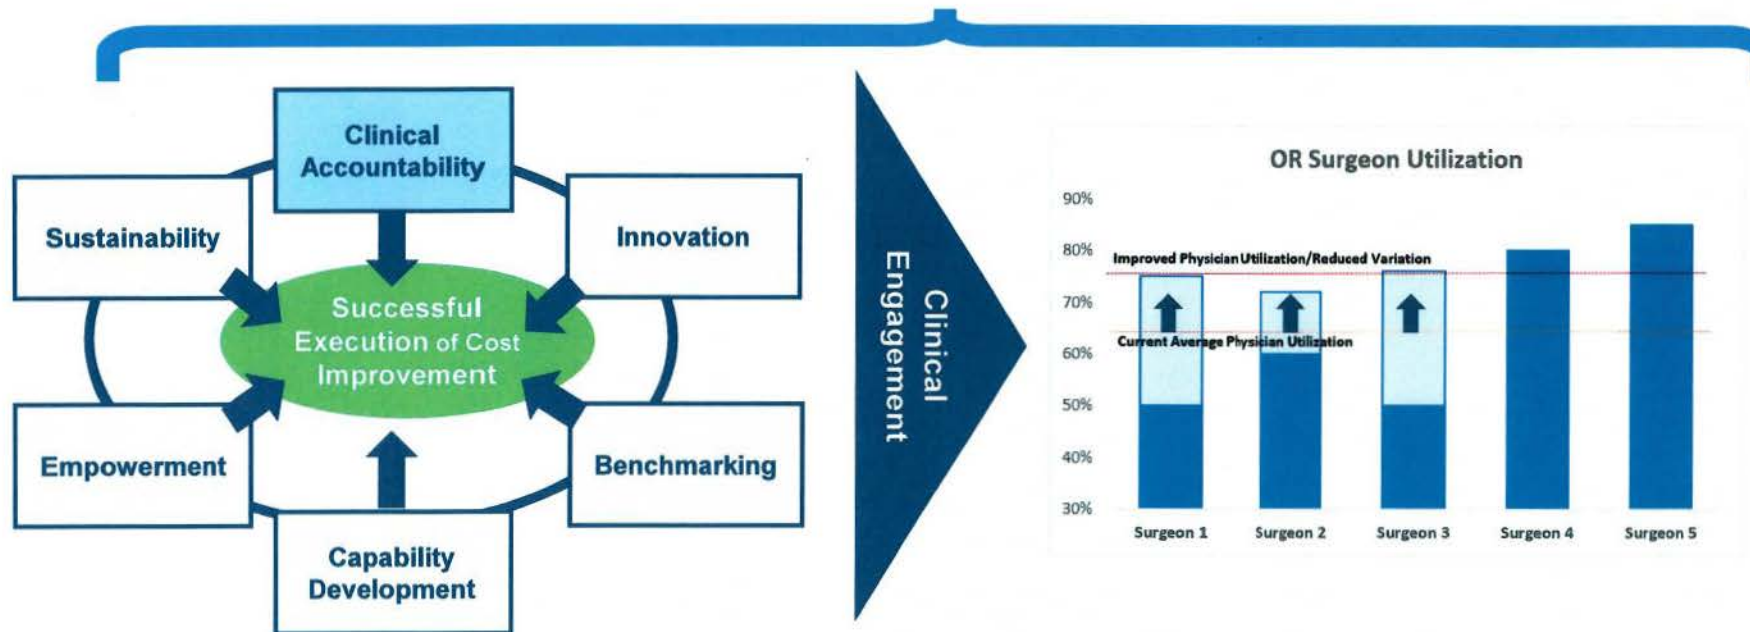 Clinical
Accountability
Sustainability
Innovation
Successful
Execution of Cost
Improvement
Empowerment
Benchmarking
Capability
Development
Clinical
Engagement
OR Surgeon Utilization
90%
80%
Improved Physician Utilization/Reduced Variation
70%
Current Average Physician Utilization
60%
50%
40%
30%
Surgeon 1
Surgeon 2
Surgeon 3
Surgeon 4
Surgeon 5